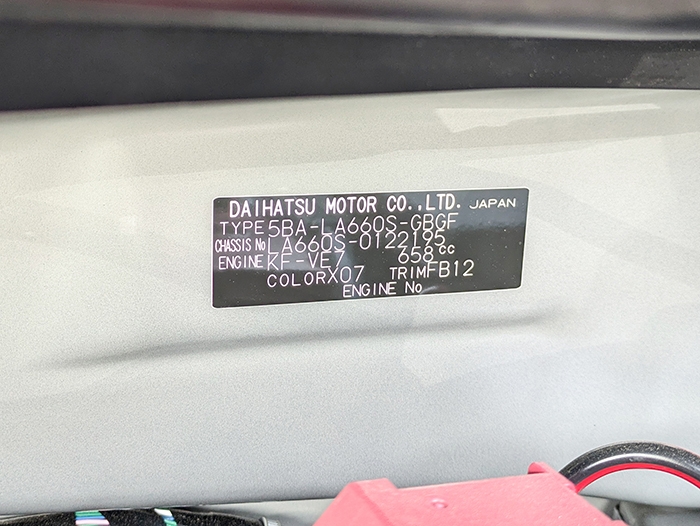 DAIHATSU MOTOR CO.,LTD. JAPAN
TYPE 5BA-LA660S-GBGF
CHASSIS No LA660S-0122195
ENGINE KF-VE7 658cc
COLOR X07 TRIM FB12
ENGINE No